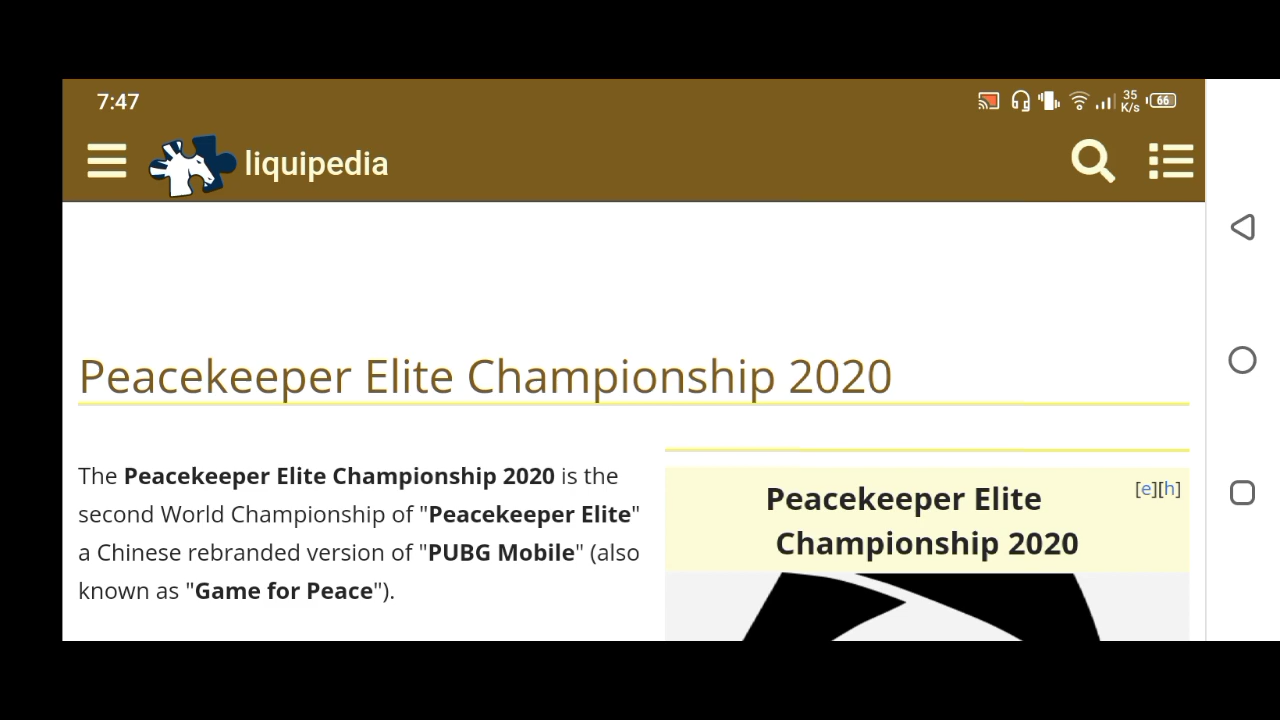 7:47
35
K/s
66
liquipedia
Peacekeeper Elite Championship 2020
The Peacekeeper Elite Championship 2020 is the
second World Championship of "Peacekeeper Elite"
a Chinese rebranded version of "PUBG Mobile" (also
known as "Game for Peace").
Peacekeeper Elite
Championship 2020
[e][h]